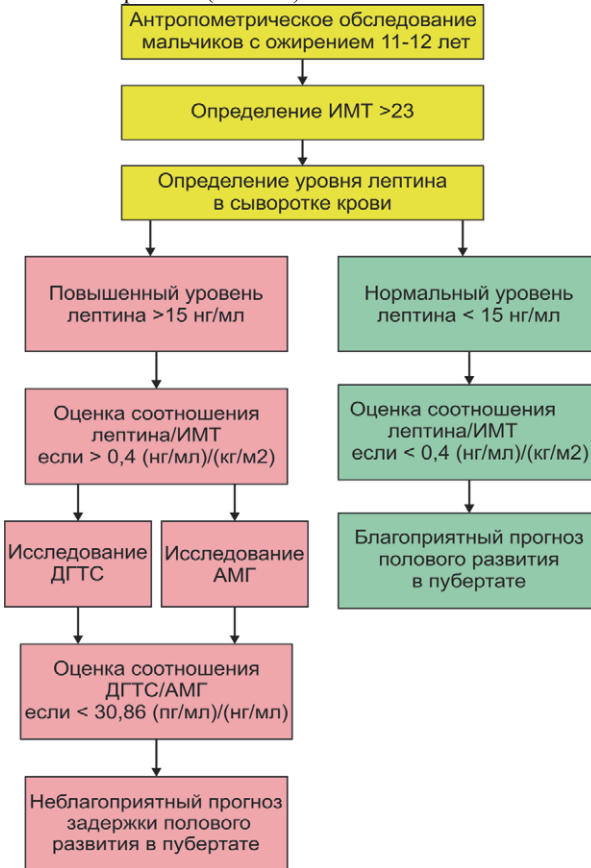 Антропометрическое обследование
мальчиков с ожирением 11-12 лет
Определение ИМТ >23
Определение уровня лептина
в сыворотке крови
Повышенный уровень
лептина >15 нг/мл
Нормальный уровень
лептина < 15 нг/мл
Оценка соотношения
лептина/ИМТ
если > 0,4 (нг/мл)/(кг/м2)
Оценка соотношения
лептина/ИМТ
если < 0,4 (нг/мл)/(кг/м2)
Исследование
ДГТС
Исследование
АМГ
Благоприятный прогноз
полового развития
в пубертате
Оценка соотношения
ДГТС/АМГ
если < 30,86 (пг/мл)/(нг/мл)
Неблагоприятный прогноз
задержки полового
развития в пубертате